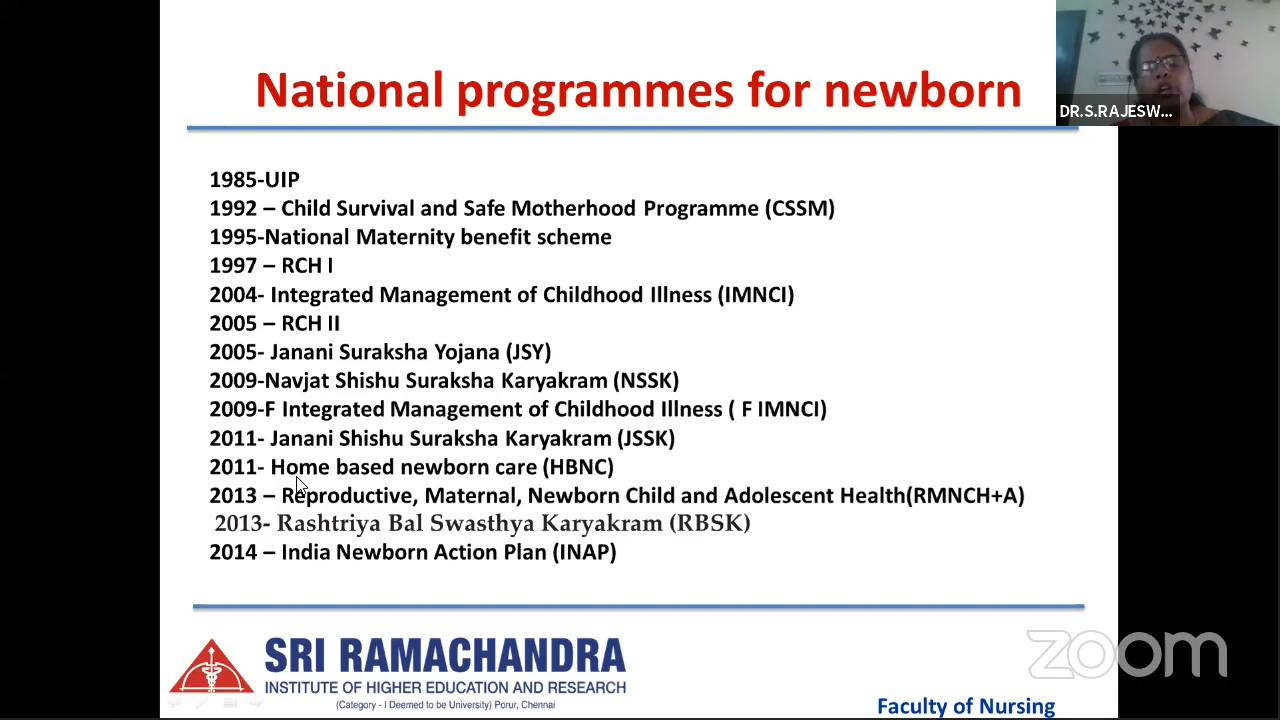 National programmes for newborn
DR.S.RAJESW...
1985-UIP
1992 – Child Survival and Safe Motherhood Programme (CSSM)
1995-National Maternity benefit scheme
1997 – RCH I
2004- Integrated Management of Childhood Illness (IMNCI)
2005 – RCH II
2005- Janani Suraksha Yojana (JSY)
2009-Navjat Shishu Suraksha Karyakram (NSSK)
2009-F Integrated Management of Childhood Illness ( F IMNCI)
2011- Janani Shishu Suraksha Karyakram (JSSK)
2011- Home based newborn care (HBNC)
2013 – Reproductive, Maternal, Newborn Child and Adolescent Health(RMNCH+A)
2013- Rashtriya Bal Swasthya Karyakram (RBSK)
2014 – India Newborn Action Plan (INAP)
SRI RAMACHANDRA
INSTITUTE OF HIGHER EDUCATION AND RESEARCH
(Category - I Deemed to be University) Porur, Chennai
zoom
Faculty of Nursing